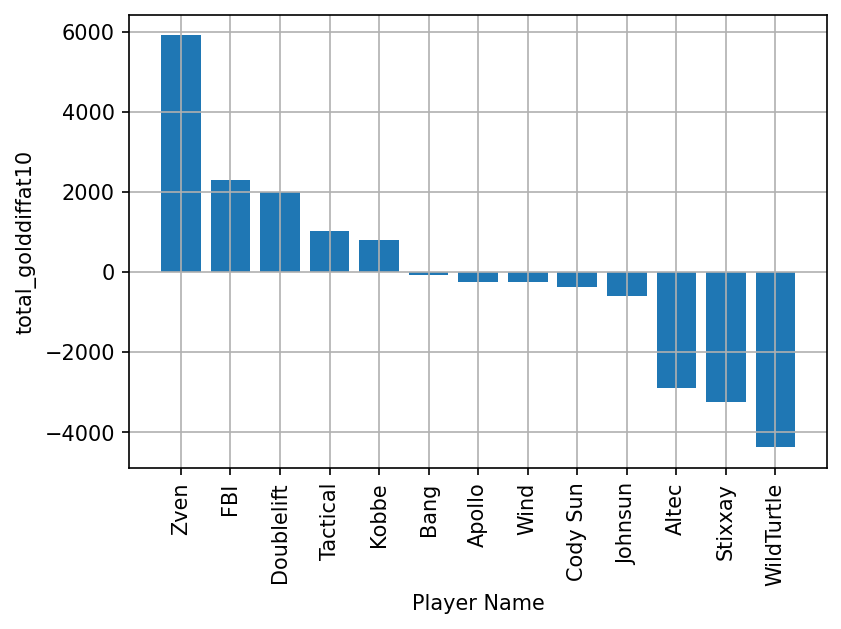 6000
4000
2000
0
−2000
−4000
total_golddiffat10
Zven
FBI
Doublelift
Tactical
Kobbe
Bang
Apollo
Wind
Cody Sun
Johnsun
Altec
Stixxay
WildTurtle
Player Name